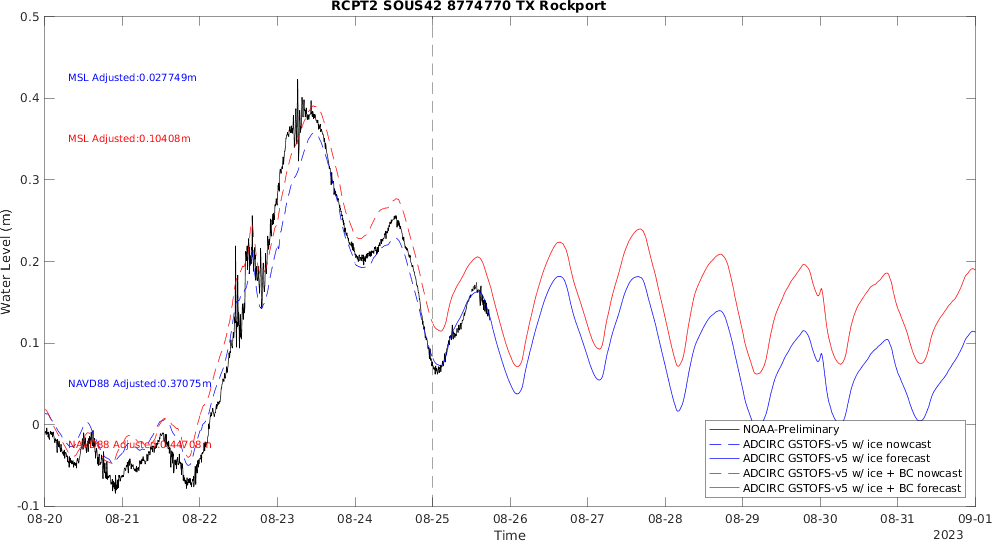 RCPT2 SOUS42 8774770 TX Rockport
0.5
0.4
0.3
0.2
0.1
0
-0.1
Water Level (m)
MSL Adjusted:0.027749m
MSL Adjusted:0.10408m
NAVD88 Adjusted:0.37075m
NAVD88 Adjusted:0.44708m
NOAA-Preliminary
ADCIRC GSTOFS-v5 w/ ice nowcast
ADCIRC GSTOFS-v5 w/ ice forecast
ADCIRC GSTOFS-v5 w/ ice + BC nowcast
ADCIRC GSTOFS-v5 w/ ice + BC forecast
08-20 08-21 08-22 08-23 08-24 08-25 08-26 08-27 08-28 08-29 08-30 08-31 09-01
Time
2023